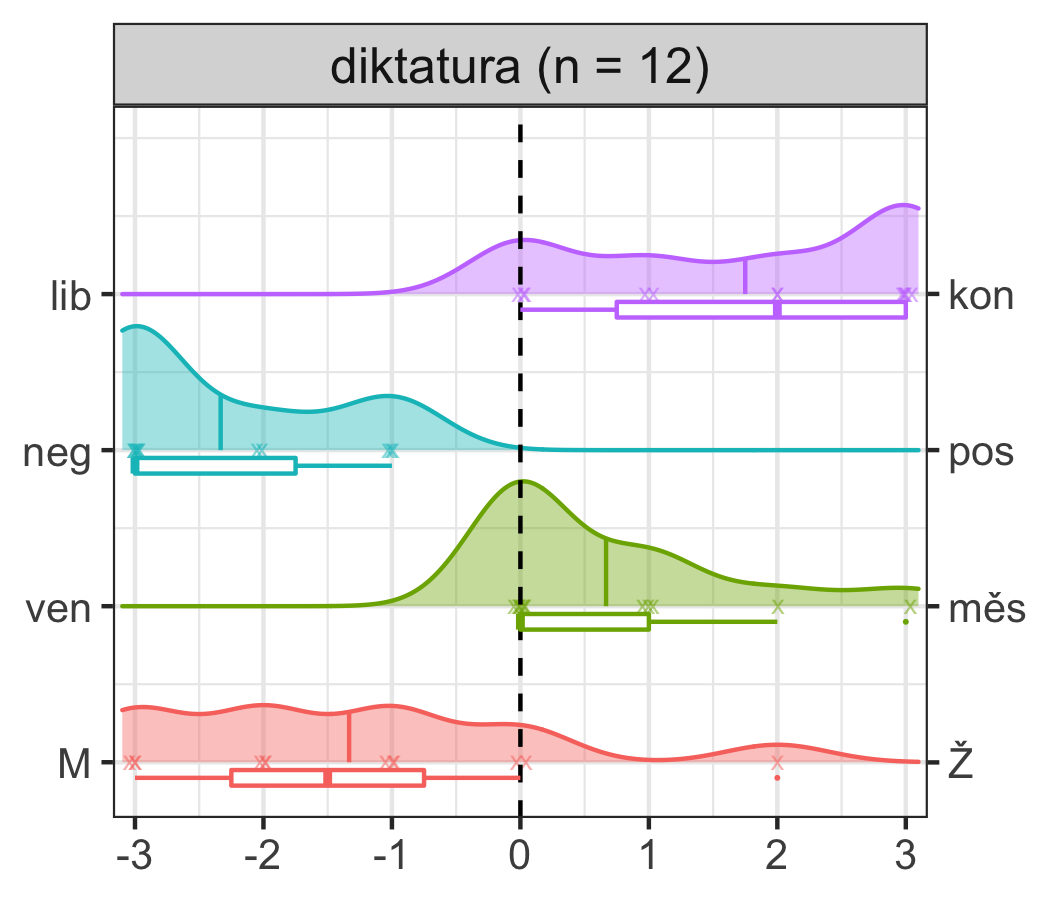 diktatura (n = 12)
lib
kon
neg
pos
ven
měs
M
Ž
-3 -2 -1 0 1 2 3